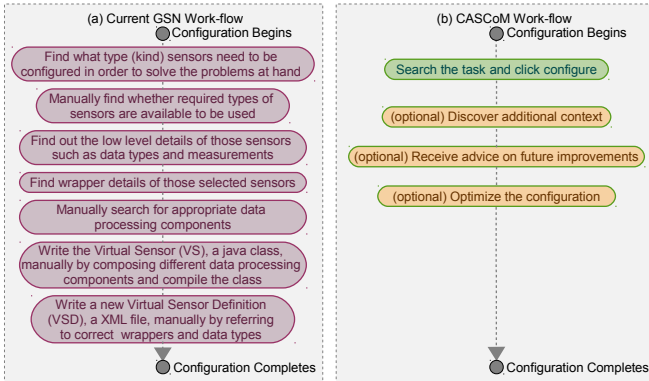 (a) Current GSN Work-flow
Configuration Begins
Find what type (kind) sensors need to be
configured in order to solve the problems at hand
Manually find whether required types of
sensors are available to be used
Find out the low level details of those sensors
such as data types and measurements
Find wrapper details of those selected sensors
Manually search for appropriate data
processing components
Write the Virtual Sensor (VS), a java class,
manually by composing different data processing
components and compile the class
Write a new Virtual Sensor Definition
(VSD), a XML file, manually by referring
to correct wrappers and data types
Configuration Completes
(b) CASCoM Work-flow
Configuration Begins
Search the task and click configure
(optional) Discover additional context
(optional) Receive advice on future improvements
(optional) Optimize the configuration
Configuration Completes